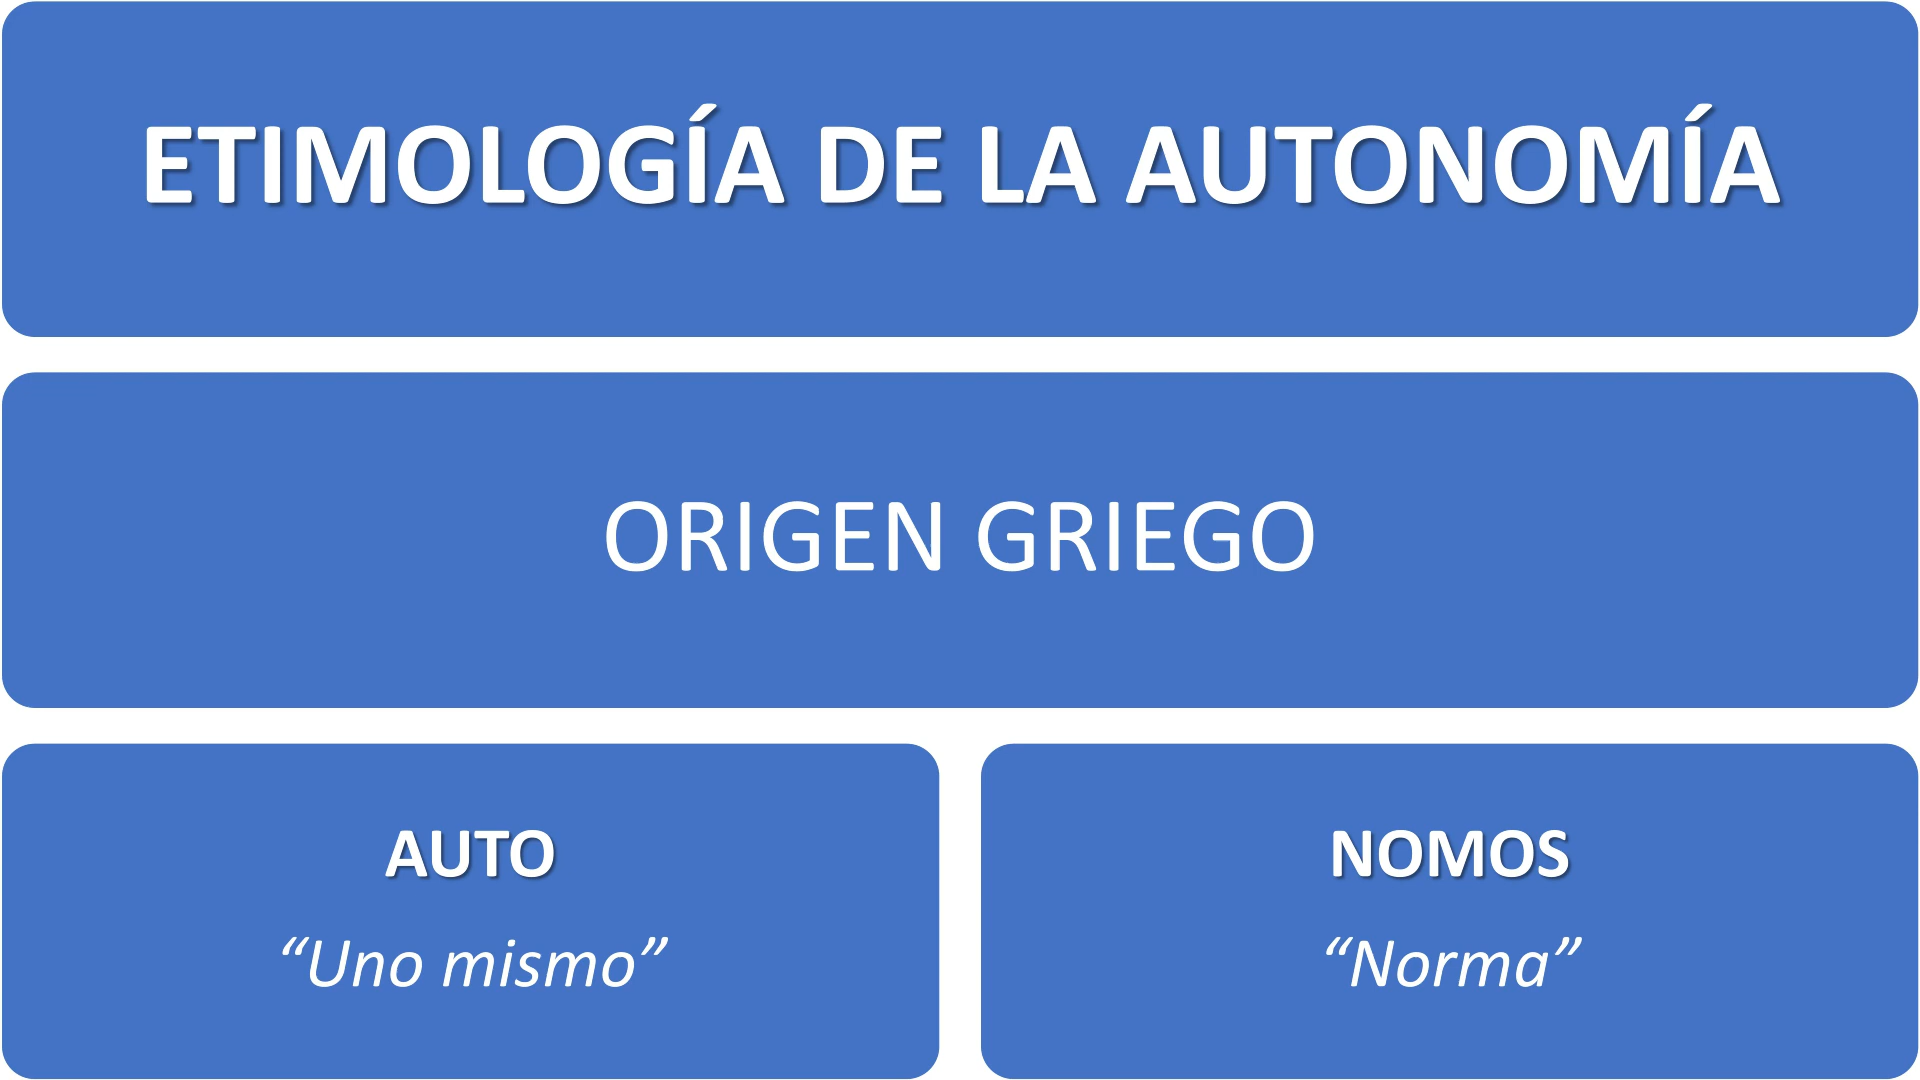 ETIMOLOGÍA DE LA AUTONOMÍA
ORIGEN GRIEGO
AUTO
“Uno mismo”
NOMOS
“Norma”